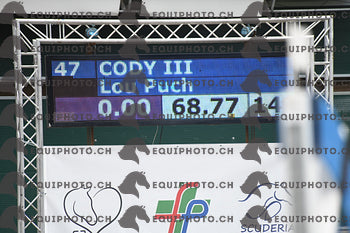 EQUIPHOTO.CH
47 CODY III
Lou Puch
0.00 68.77 14
SCUDERIA